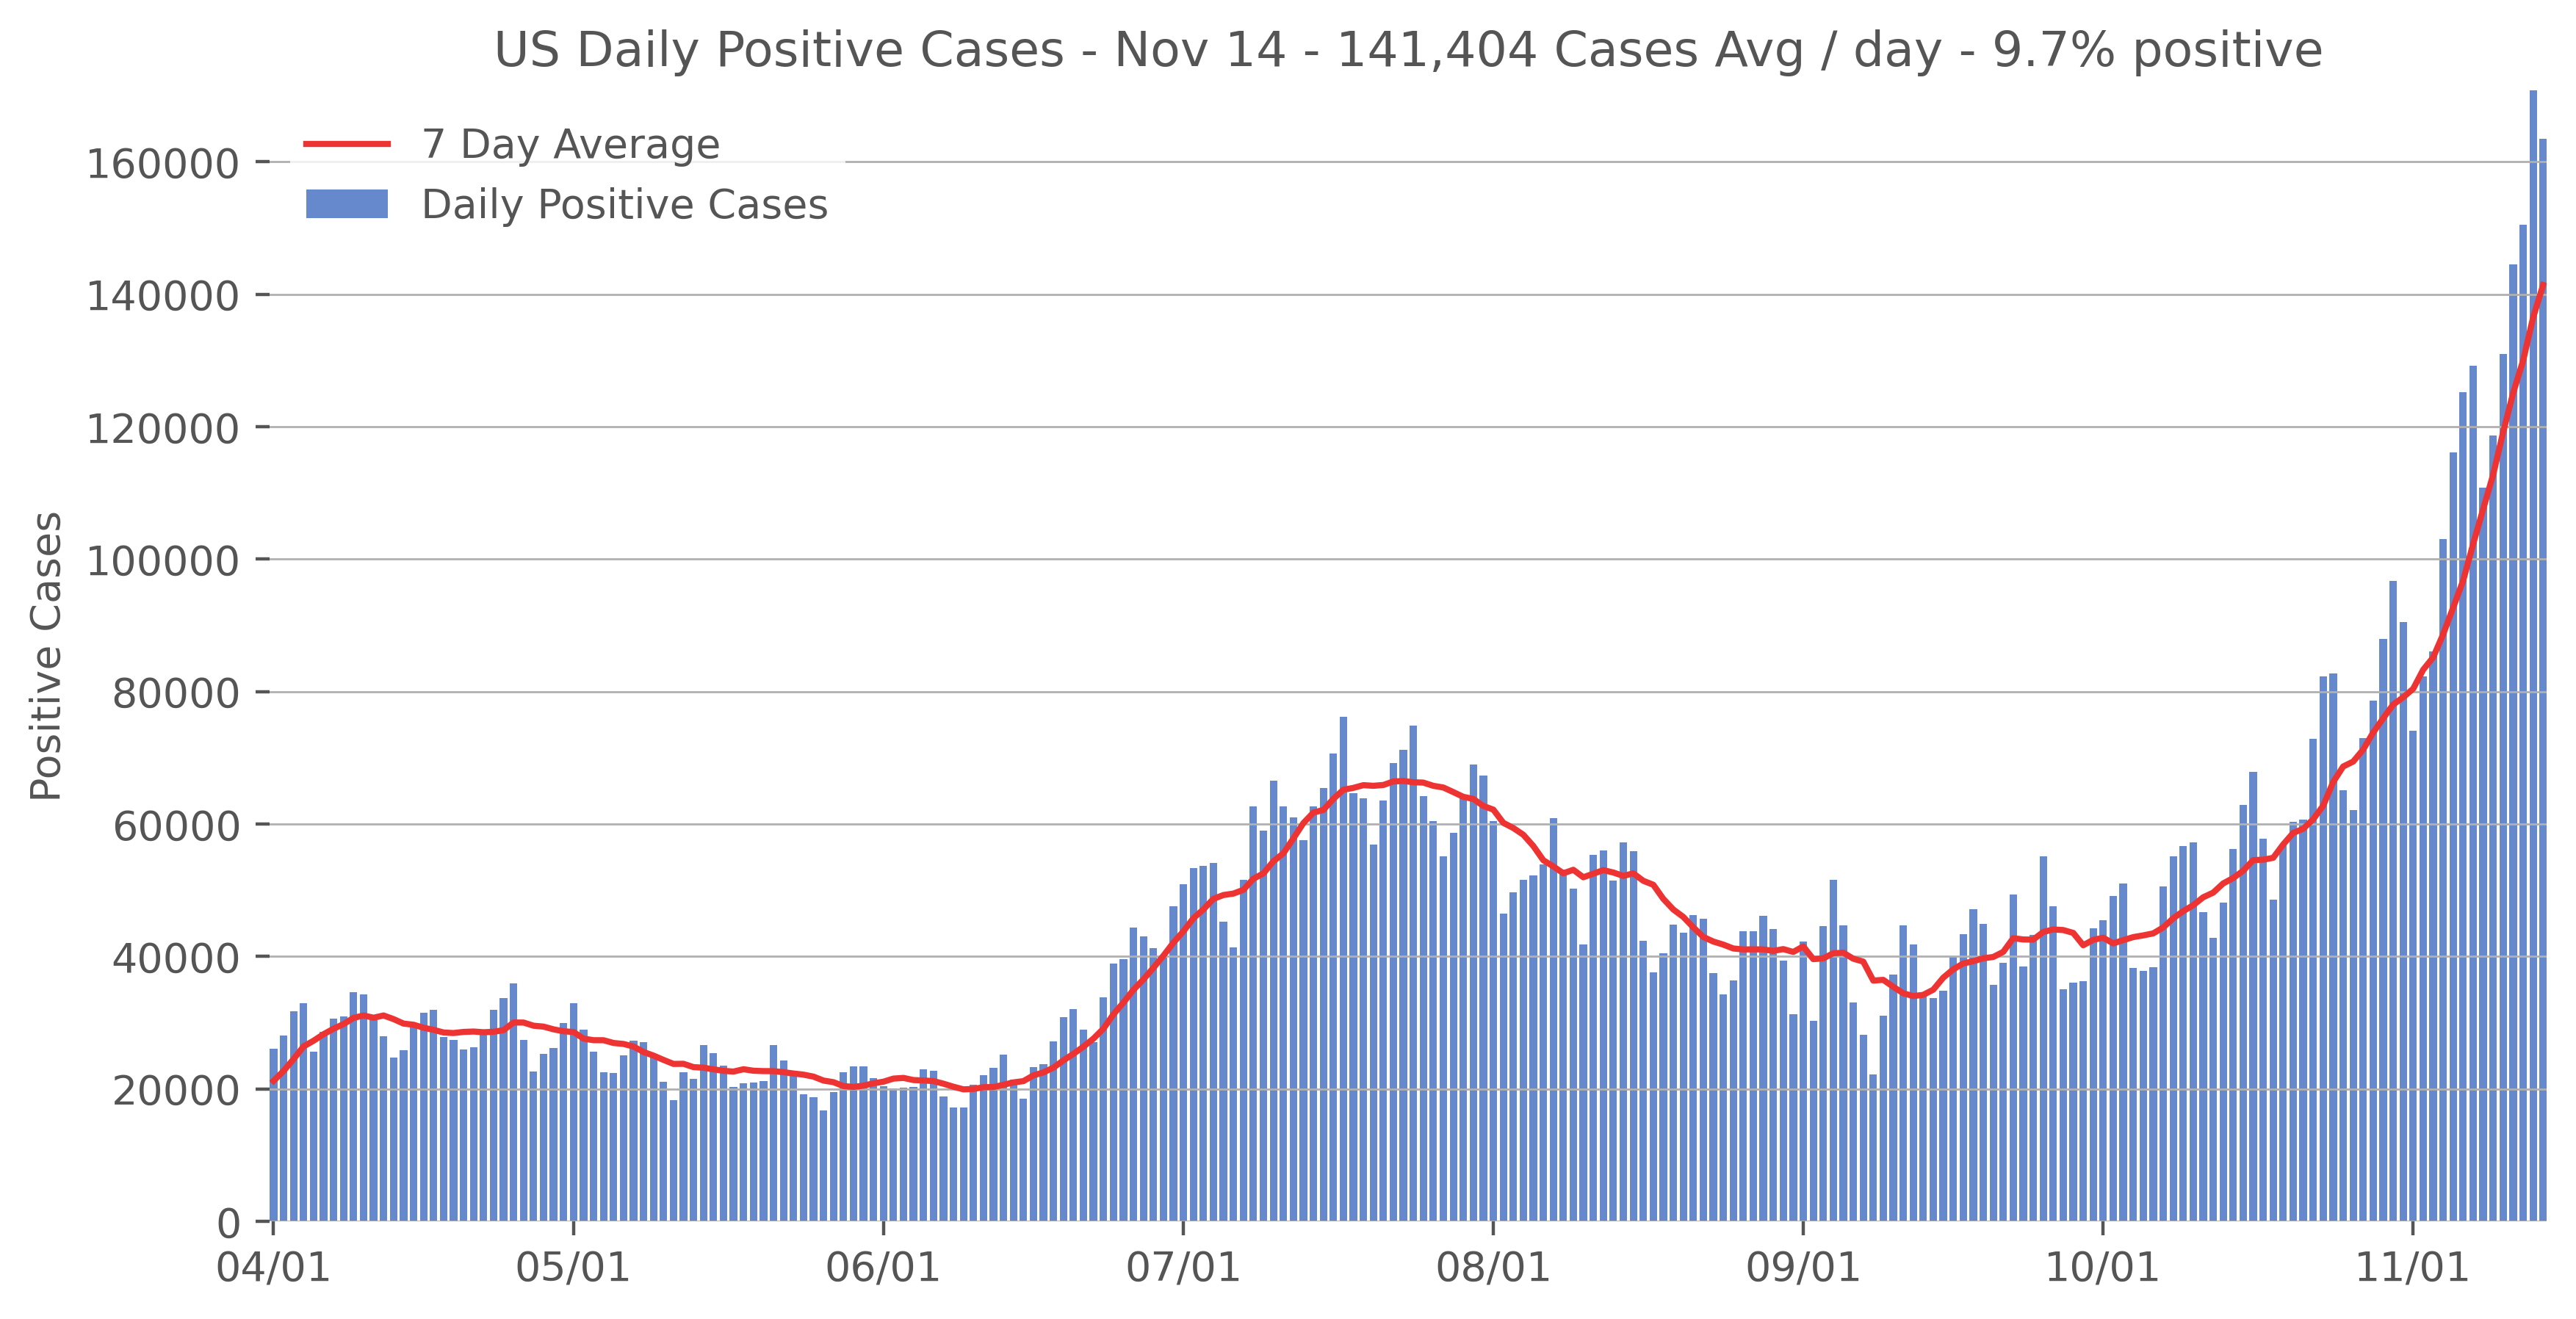 US Daily Positive Cases - Nov 14 - 141,404 Cases Avg / day - 9.7% positive
7 Day Average
Daily Positive Cases
Positive Cases
160000
140000
120000
100000
80000
60000
40000
20000
0
04/01 05/01 06/01 07/01 08/01 09/01 10/01 11/01